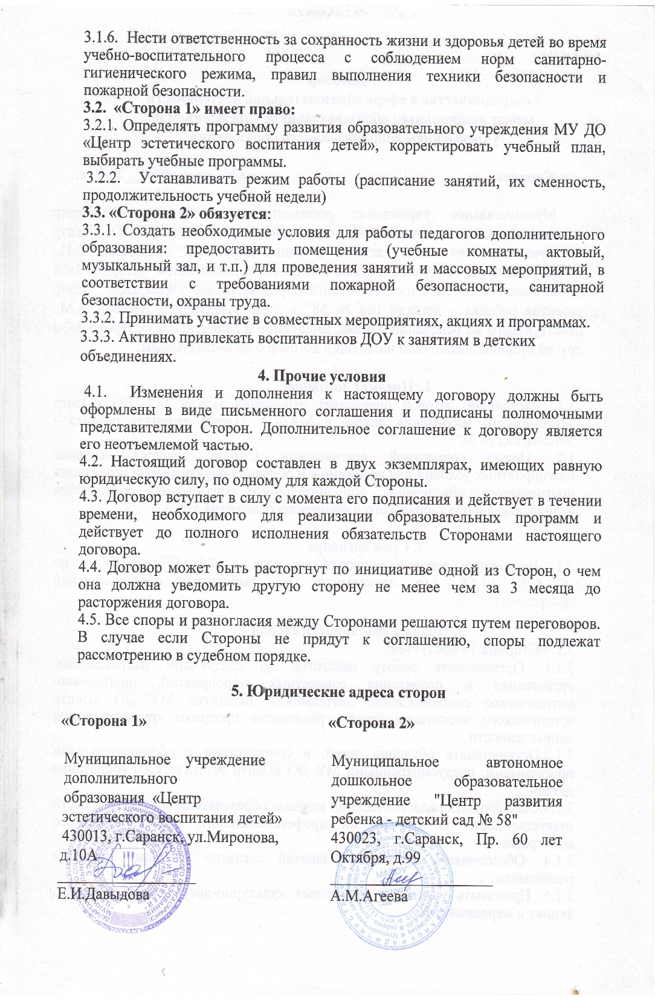 3.1.6. Нести ответственность за сохранность жизни и здоровья детей во время
учебно-воспитательного процесса с соблюдением норм санитарно-
гигиенического режима, правил выполнения техники безопасности и
пожарной безопасности.
3.2. «Сторона 1» имеет право:
3.2.1. Определять программу развития образовательного учреждения МУ ДО
«Центр эстетического воспитания детей», корректировать учебный план,
выбирать учебные программы.
3.2.2. Устанавливать режим работы (расписание занятий, их сменность,
продолжительность учебной недели)
3.3. «Сторона 2» обязуется:
3.3.1. Создать необходимые условия для работы педагогов дополнительного
образования: предоставить помещения (учебные комнаты, актовый,
музыкальный зал, и т.п.) для проведения занятий и массовых мероприятий, в
соответствии с требованиями пожарной безопасности, санитарной
безопасности, охраны труда.
3.3.2. Принимать участие в совместных мероприятиях, акциях и программах.
3.3.3. Активно привлекать воспитанников ДОУ к занятиям в детских
объединениях.
4. Прочие условия
4.1. Изменения и дополнения к настоящему договору должны быть
оформлены в виде письменного соглашения и подписаны полномочными
представителями Сторон. Дополнительное соглашение к договору является
его неотъемлемой частью.
4.2. Настоящий договор составлен в двух экземплярах, имеющих равную
юридическую силу, по одному для каждой Стороны.
4.3. Договор вступает в силу с момента его подписания и действует в течении
времени, необходимого для реализации образовательных программ и
действует до полного исполнения обязательств Сторонами настоящего
договора.
4.4. Договор может быть расторгнут по инициативе одной из Сторон, о чем
она должна уведомить другую сторону не менее чем за 3 месяца до
расторжения договора.
4.5. Все споры и разногласия между Сторонами решаются путем переговоров.
В случае если Стороны не придут к соглашению, споры подлежат
рассмотрению в судебном порядке.
5. Юридические адреса сторон
«Сторона 1»
Муниципальное учреждение
дополнительного
образования «Центр
эстетического воспитания детей»
430013, г.Саранск, ул.Миронова,
д.10А
Е.И.Давыдова
«Сторона 2»
Муниципальное автономное
дошкольное образовательное
учреждение "Центр развития
ребенка - детский сад № 58"
430023, г.Саранск, Пр. 60 лет
Октября, д.99
А.М.Агеева